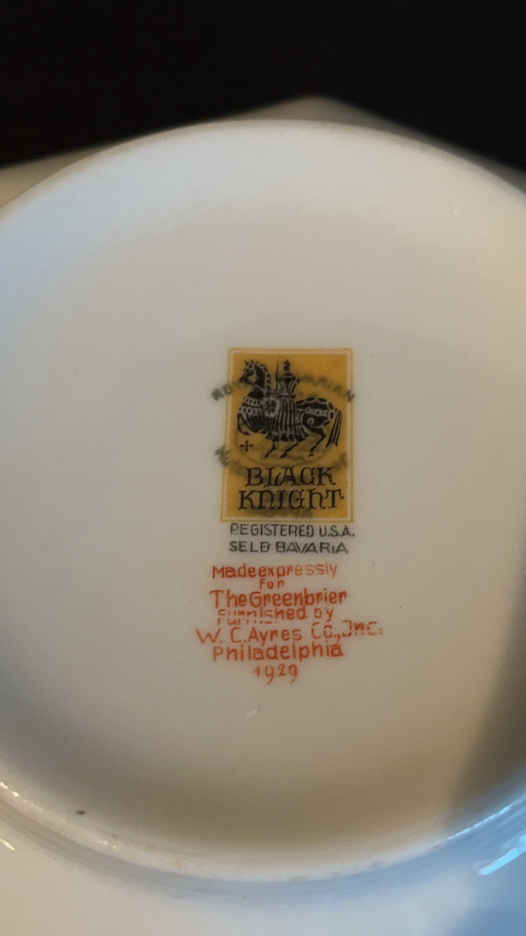 BLACK
KNIGHT
REGISTERED U.S.A.
SELB BAVARIA
Made expressly
for
The Greenbrier
Furnished by
W. C. Ayres Co., Inc.
Philadelphia
1929